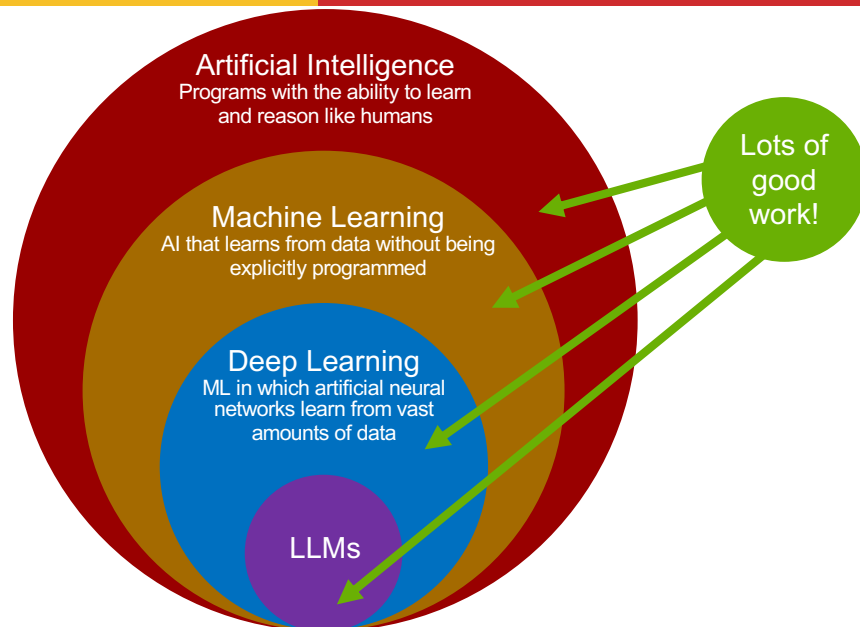 Artificial Intelligence
Programs with the ability to learn
and reason like humans
Lots of
good
work!
Machine Learning
AI that learns from data without being
explicitly programmed
Deep Learning
ML in which artificial neural
networks learn from vast
amounts of data
LLMs